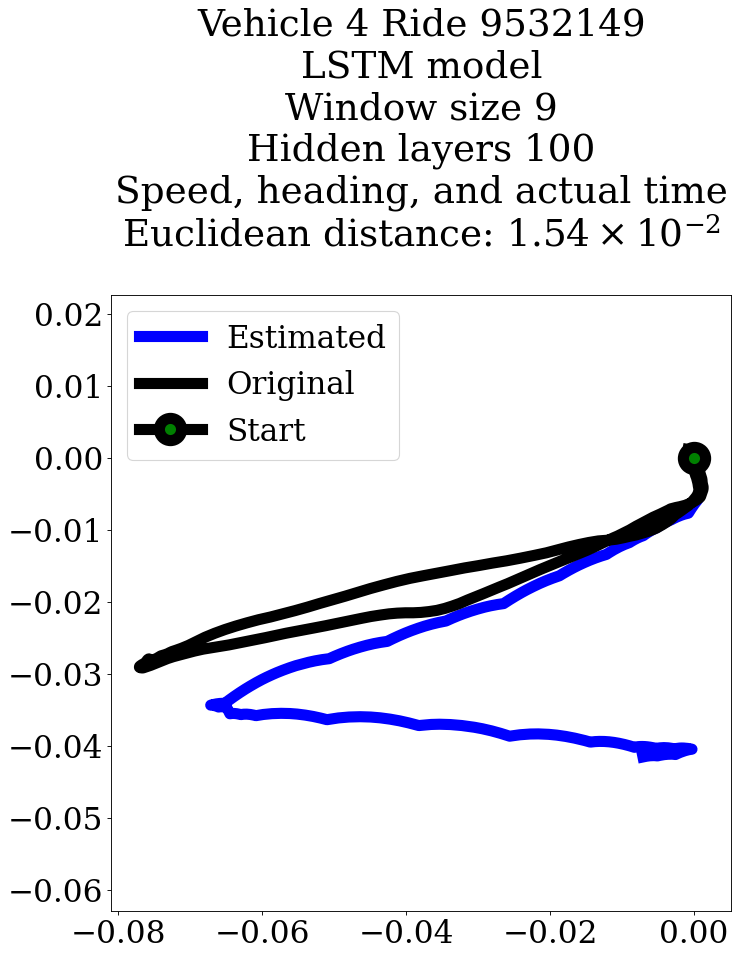 Vehicle 4 Ride 9532149
LSTM model
Window size 9
Hidden layers 100
Speed, heading, and actual time
Euclidean distance: 1.54 × 10⁻²
Estimated
Original
Start
0.02
0.01
0.00
−0.01
−0.02
−0.03
−0.04
−0.05
−0.06
−0.08 −0.06 −0.04 −0.02 0.00